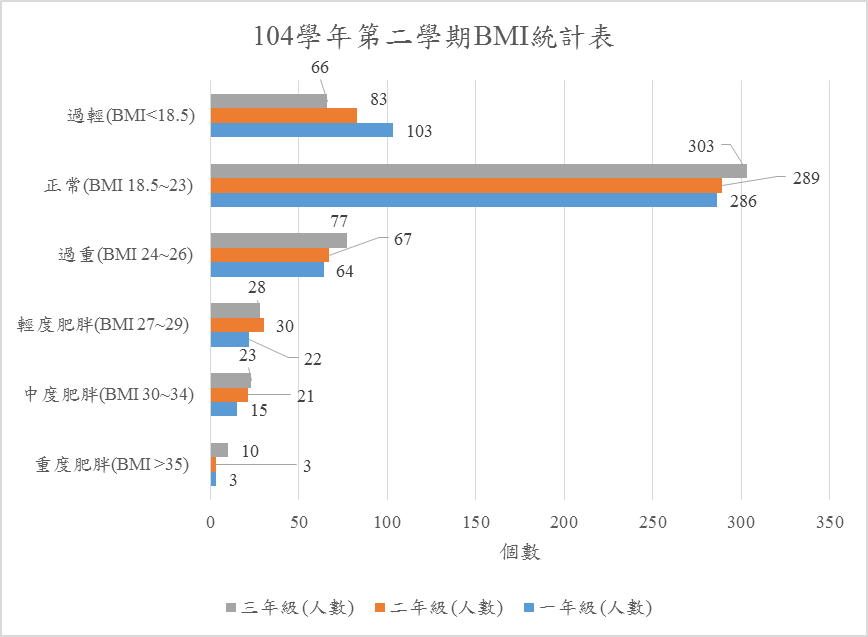 104學年第二學期BMI統計表
過輕(BMI<18.5)
66
83
103
正常(BMI 18.5~23)
303
289
286
過重(BMI 24~26)
77
67
64
輕度肥胖(BMI 27~29)
28
30
22
中度肥胖(BMI 30~34)
23
21
15
重度肥胖(BMI >35)
10
3
3
0 50 100 150 200 250 300 350
個數
三年級(人數) 二年級(人數) 一年級(人數)